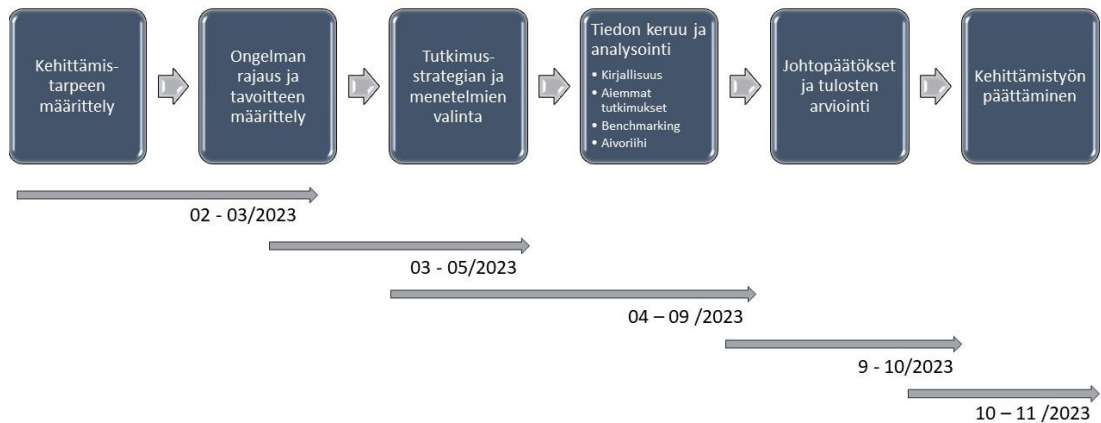 Kehittämis-
tarpeen
määrittely
Ongelman
rajaus ja
tavoitteen
määrittely
Tutkimus-
strategian ja
menetelmien
valinta
Tiedon keruu ja
analysointi
• Kirjallisuus
• Aiemmat
tutkimukset
• Benchmarking
• Aivoriihi
Johtopäätökset
ja tulosten
arviointi
Kehittämistyön
päättäminen
02 - 03/2023
03 - 05/2023
04 – 09 /2023
9 - 10/2023
10 – 11 /2023